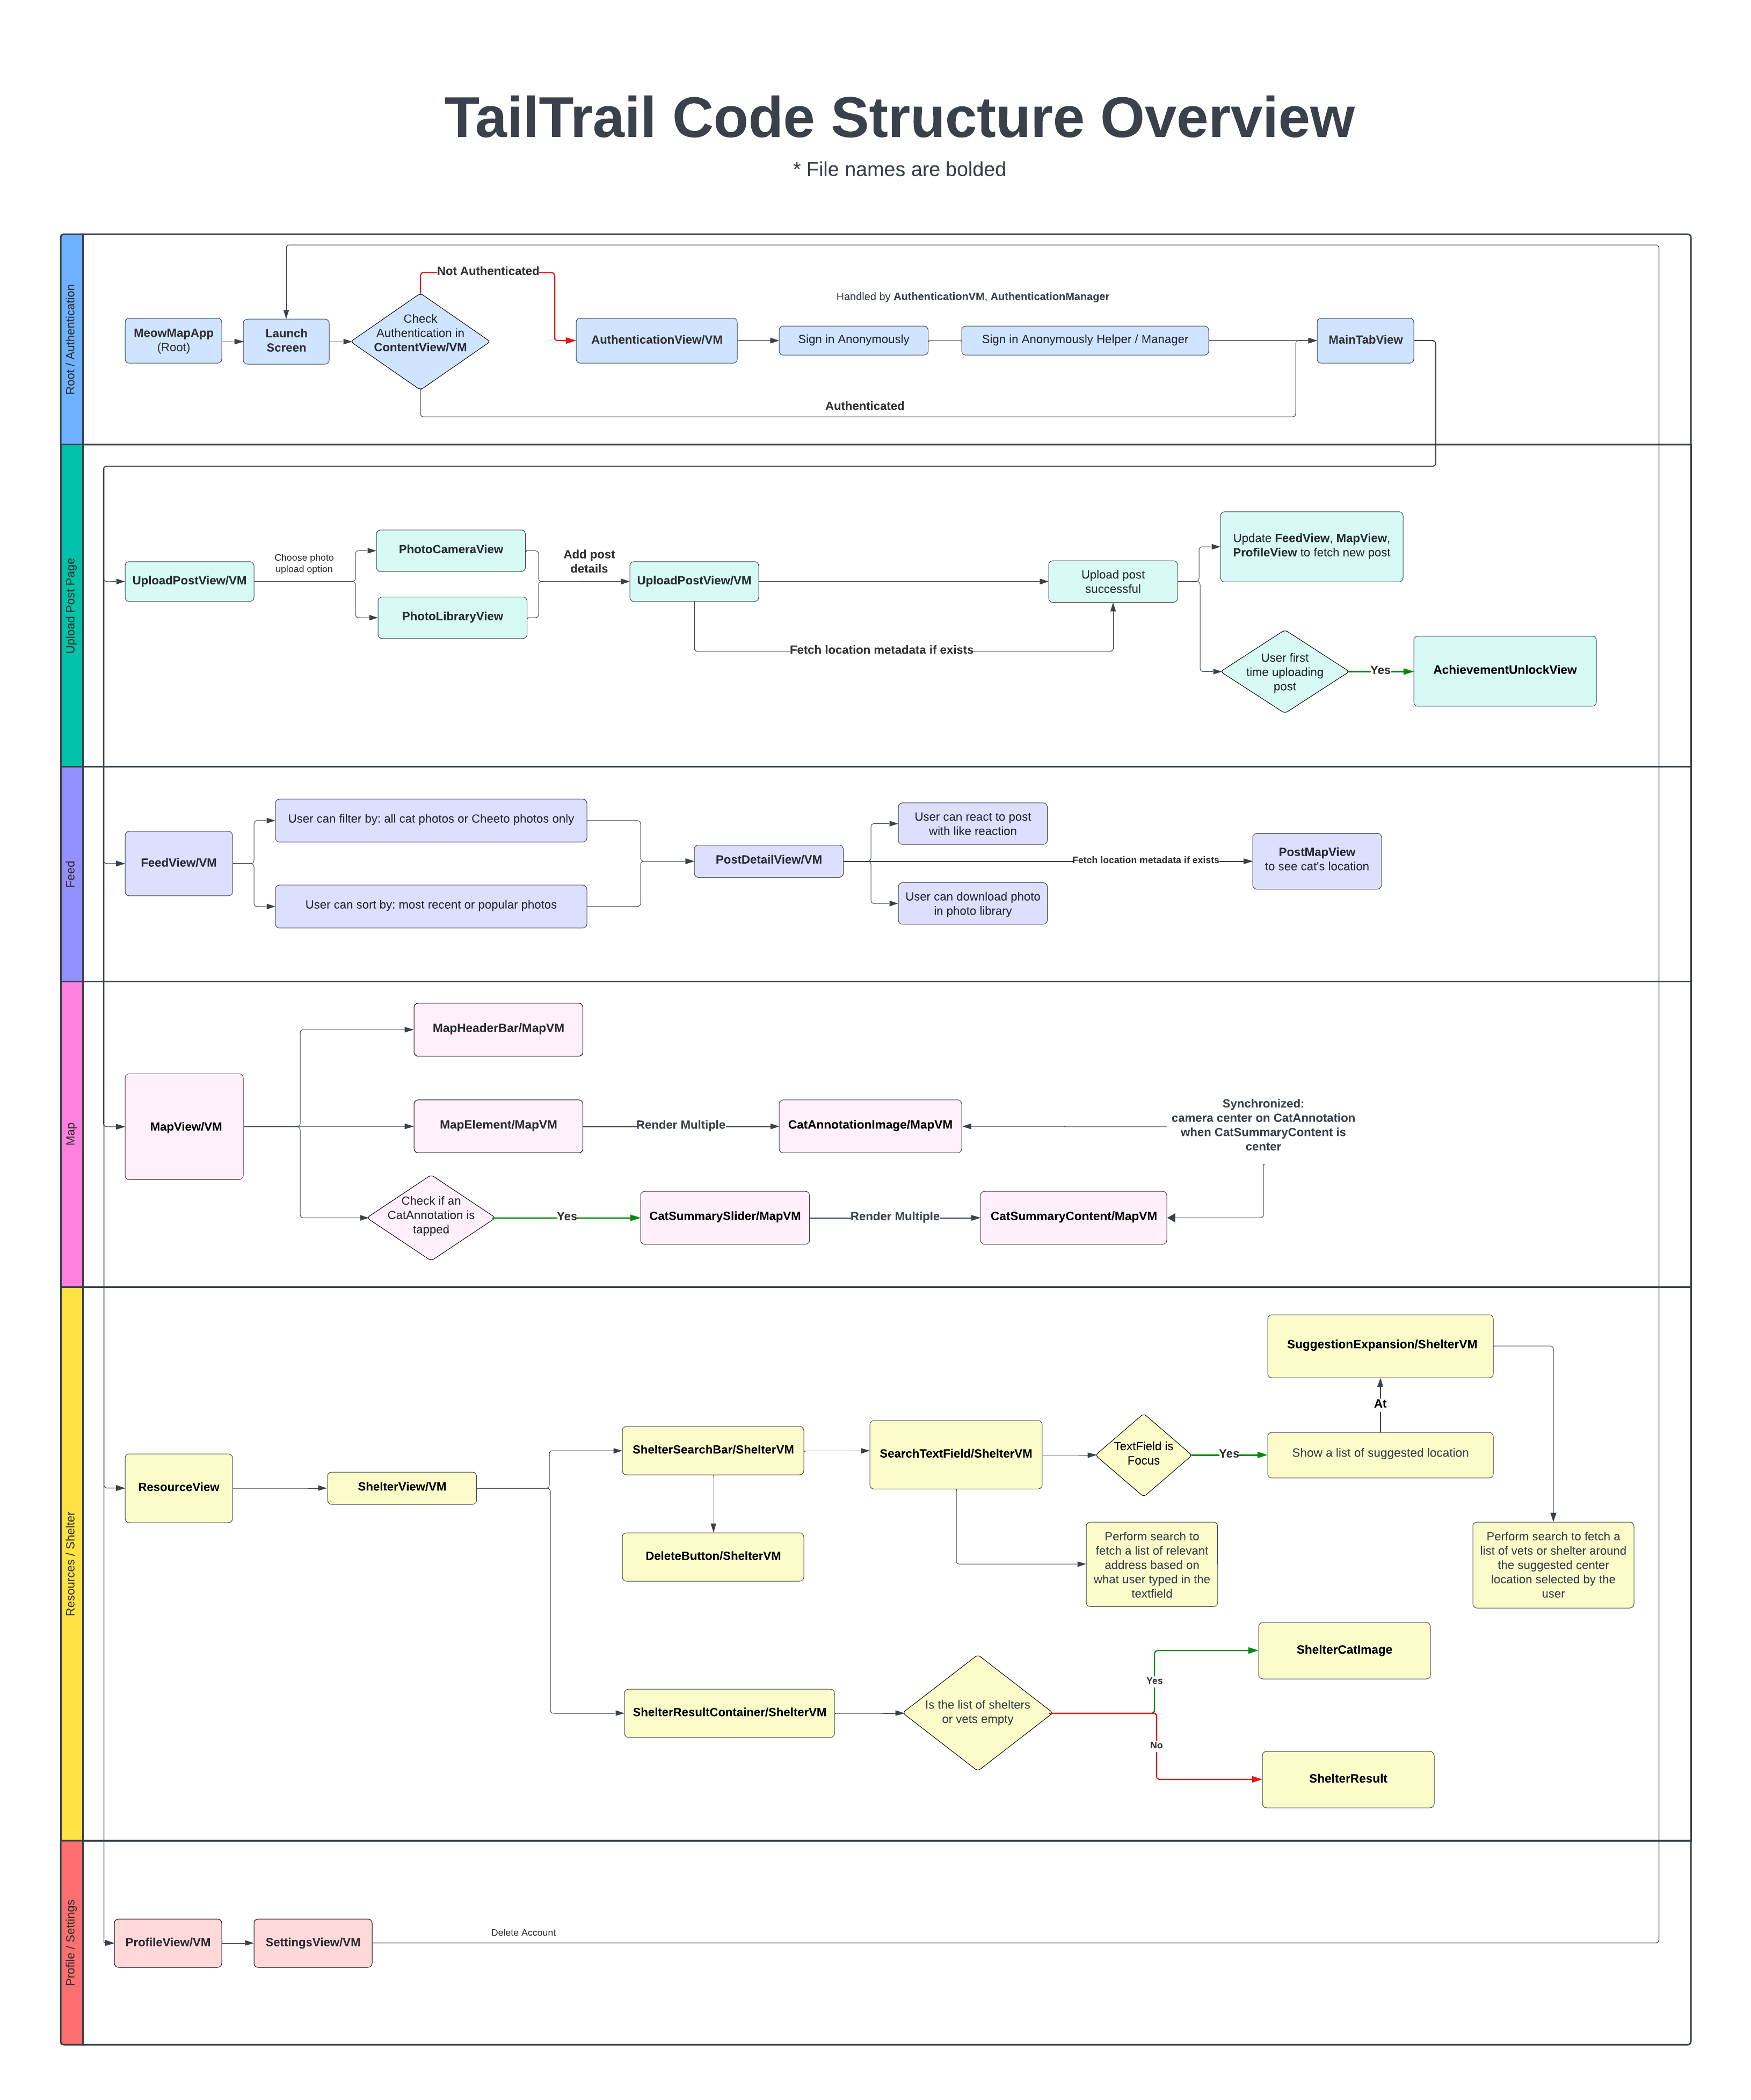 TailTrail Code Structure Overview
* File names are bolded
Root / Authentication
Not Authenticated
Handled by AuthenticationVM, AuthenticationManager
MeowMapApp
(Root)
Launch
Screen
Check
Authentication in
ContentView/VM
AuthenticationView/VM
Sign in Anonymously
Sign in Anonymously Helper / Manager
MainTabView
Authenticated
Upload Post Page
UploadPostView/VM
Choose photo
upload option
PhotoCameraView
PhotoLibraryView
Add post
details
UploadPostView/VM
Fetch location metadata if exists
Upload post
successful
Update FeedView, MapView,
ProfileView to fetch new post
User first
time uploading
post
Yes
AchievementUnlockView
Feed
FeedView/VM
User can filter by: all cat photos or Cheeto photos only
User can sort by: most recent or popular photos
PostDetailView/VM
User can react to post
with like reaction
Fetch location metadata if exists
User can download photo
in photo library
PostMapView
to see cat's location
Map
MapView/VM
MapHeaderBar/MapVM
MapElement/MapVM
Render Multiple
CatAnnotationImage/MapVM
Synchronized:
camera center on CatAnnotation
when CatSummaryContent is
center
Check if an
CatAnnotation is
tapped
Yes
CatSummarySlider/MapVM
Render Multiple
CatSummaryContent/MapVM
Resources / Shelter
ResourceView
ShelterView/VM
ShelterSearchBar/ShelterVM
DeleteButton/ShelterVM
SearchTextField/ShelterVM
TextField is
Focus
Yes
Show a list of suggested location
At
SuggestionExpansion/ShelterVM
Perform search to
fetch a list of relevant
address based on
what user typed in the
textfield
Perform search to fetch a
list of vets or shelter around
the suggested center
location selected by the
user
ShelterResultContainer/ShelterVM
Is the list of shelters
or vets empty
Yes
ShelterCatImage
No
ShelterResult
Profile / Settings
ProfileView/VM
SettingsView/VM
Delete Account